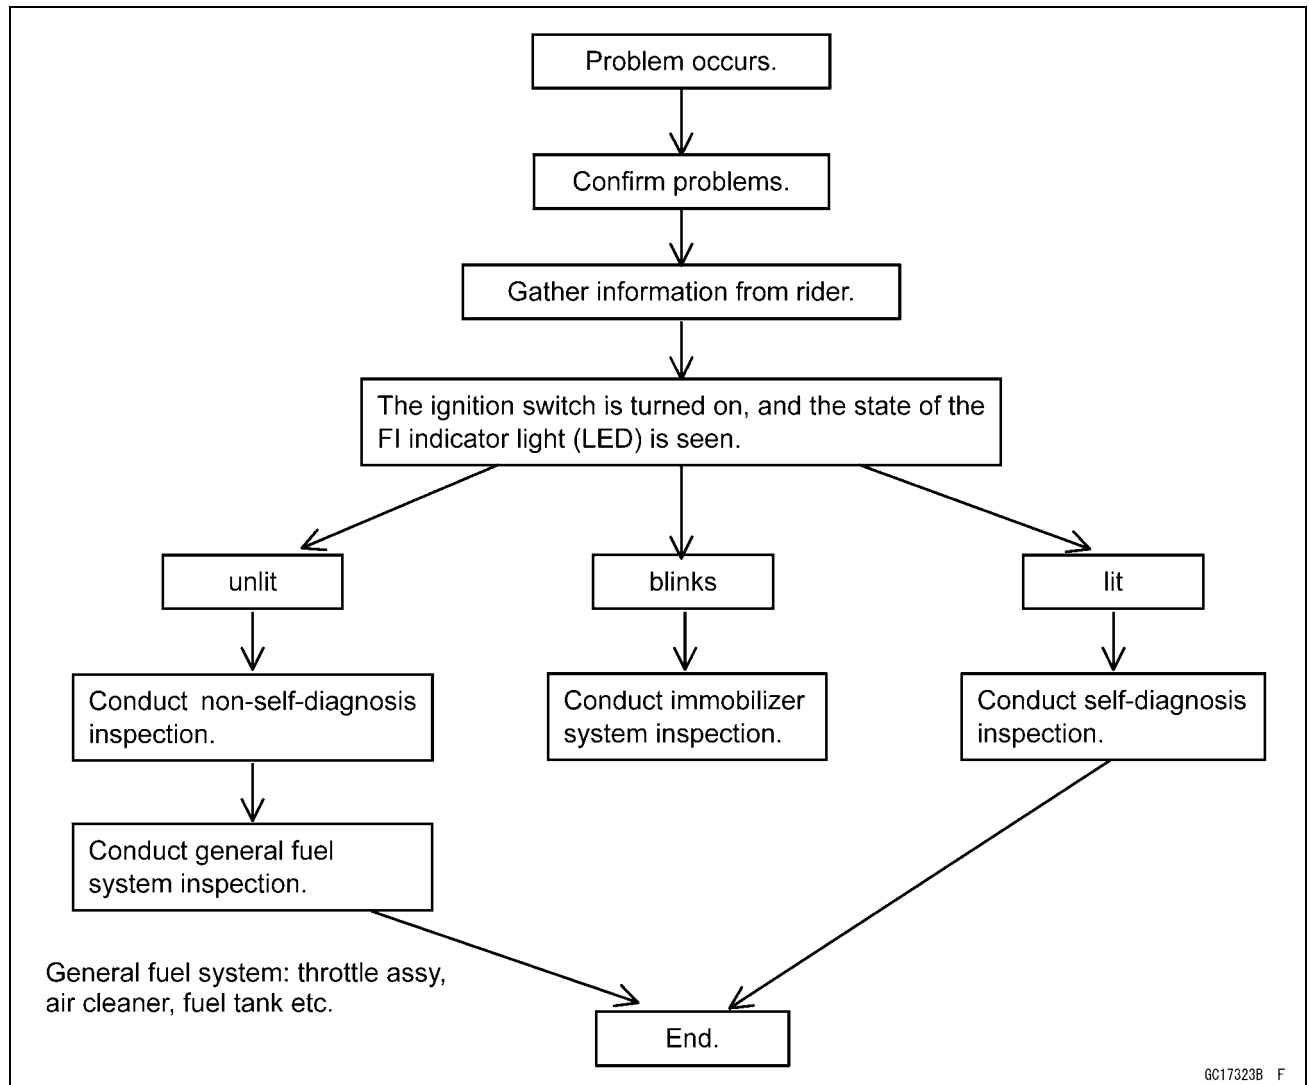 Problem occurs.
Confirm problems.
Gather information from rider.
The ignition switch is turned on, and the state of the
FI indicator light (LED) is seen.
unlit
blinks
lit
Conduct non-self-diagnosis
inspection.
Conduct immobilizer
system inspection.
Conduct self-diagnosis
inspection.
Conduct general fuel
system inspection.
General fuel system: throttle assy,
air cleaner, fuel tank etc.
End.
GC17323B F